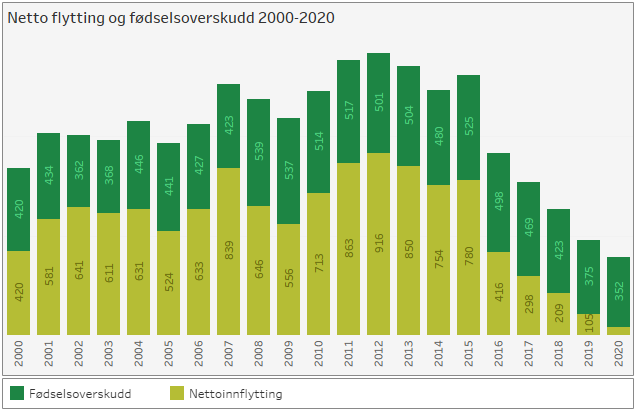 Netto flytting og fødselsoverskudd 2000-2020
420 434 362 368 446 441 427 423 539 537 514 517 501 504 480 525 498 469 423 375 352
420 581 641 611 631 524 633 839 646 556 713 863 916 850 754 780 416 298 209 105
2000 2001 2002 2003 2004 2005 2006 2007 2008 2009 2010 2011 2012 2013 2014 2015 2016 2017 2018 2019 2020
Fødselsoverskudd Nettoinnflytting